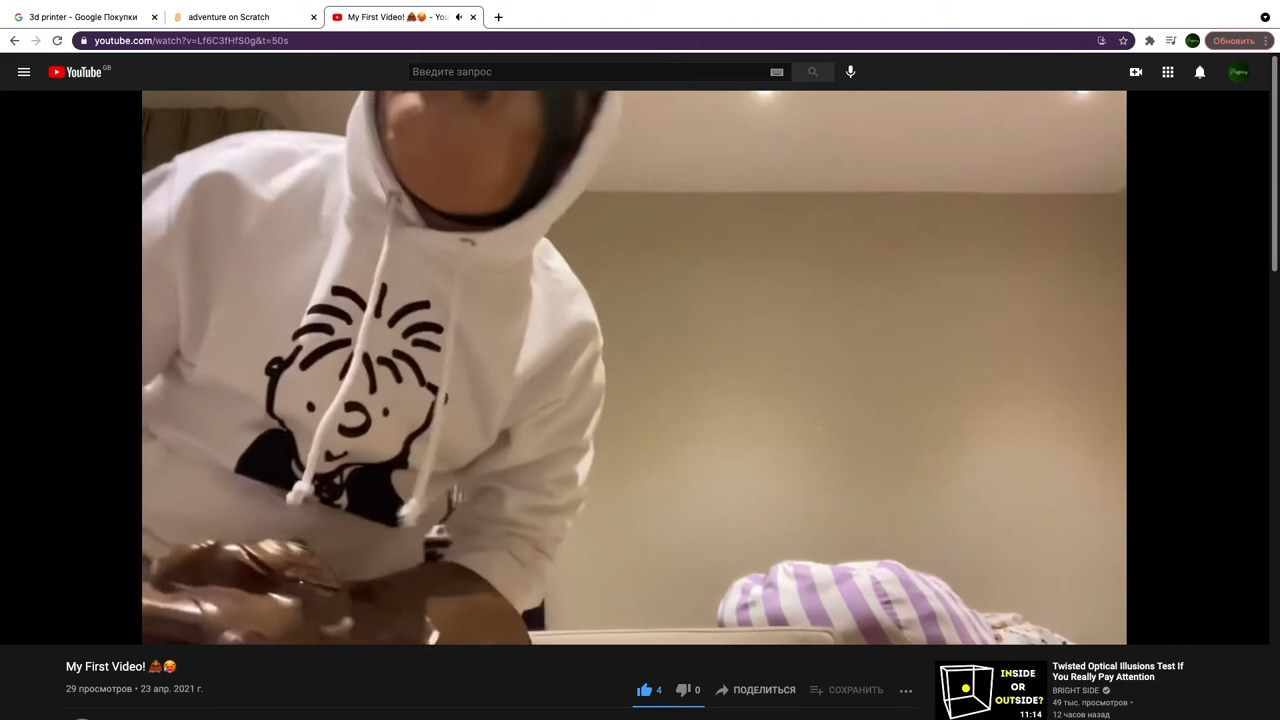 3d printer - Google Покупки
adventure on Scratch
My First Video! 💩🥵 - You
youtube.com/watch?v=Lf6C3fHfS0g&t=50s
Обновить
YouTube GB
Введите запрос
My First Video! 💩🥵
29 просмотров • 23 апр. 2021 г.
4
0
ПОДЕЛИТЬСЯ
СОХРАНИТЬ
INSIDE
OR
OUTSIDE?
11:14
Twisted Optical Illusions Test if
You Really Pay Attention
BRIGHT SIDE
49 тыс. просмотров •
12 часов назад